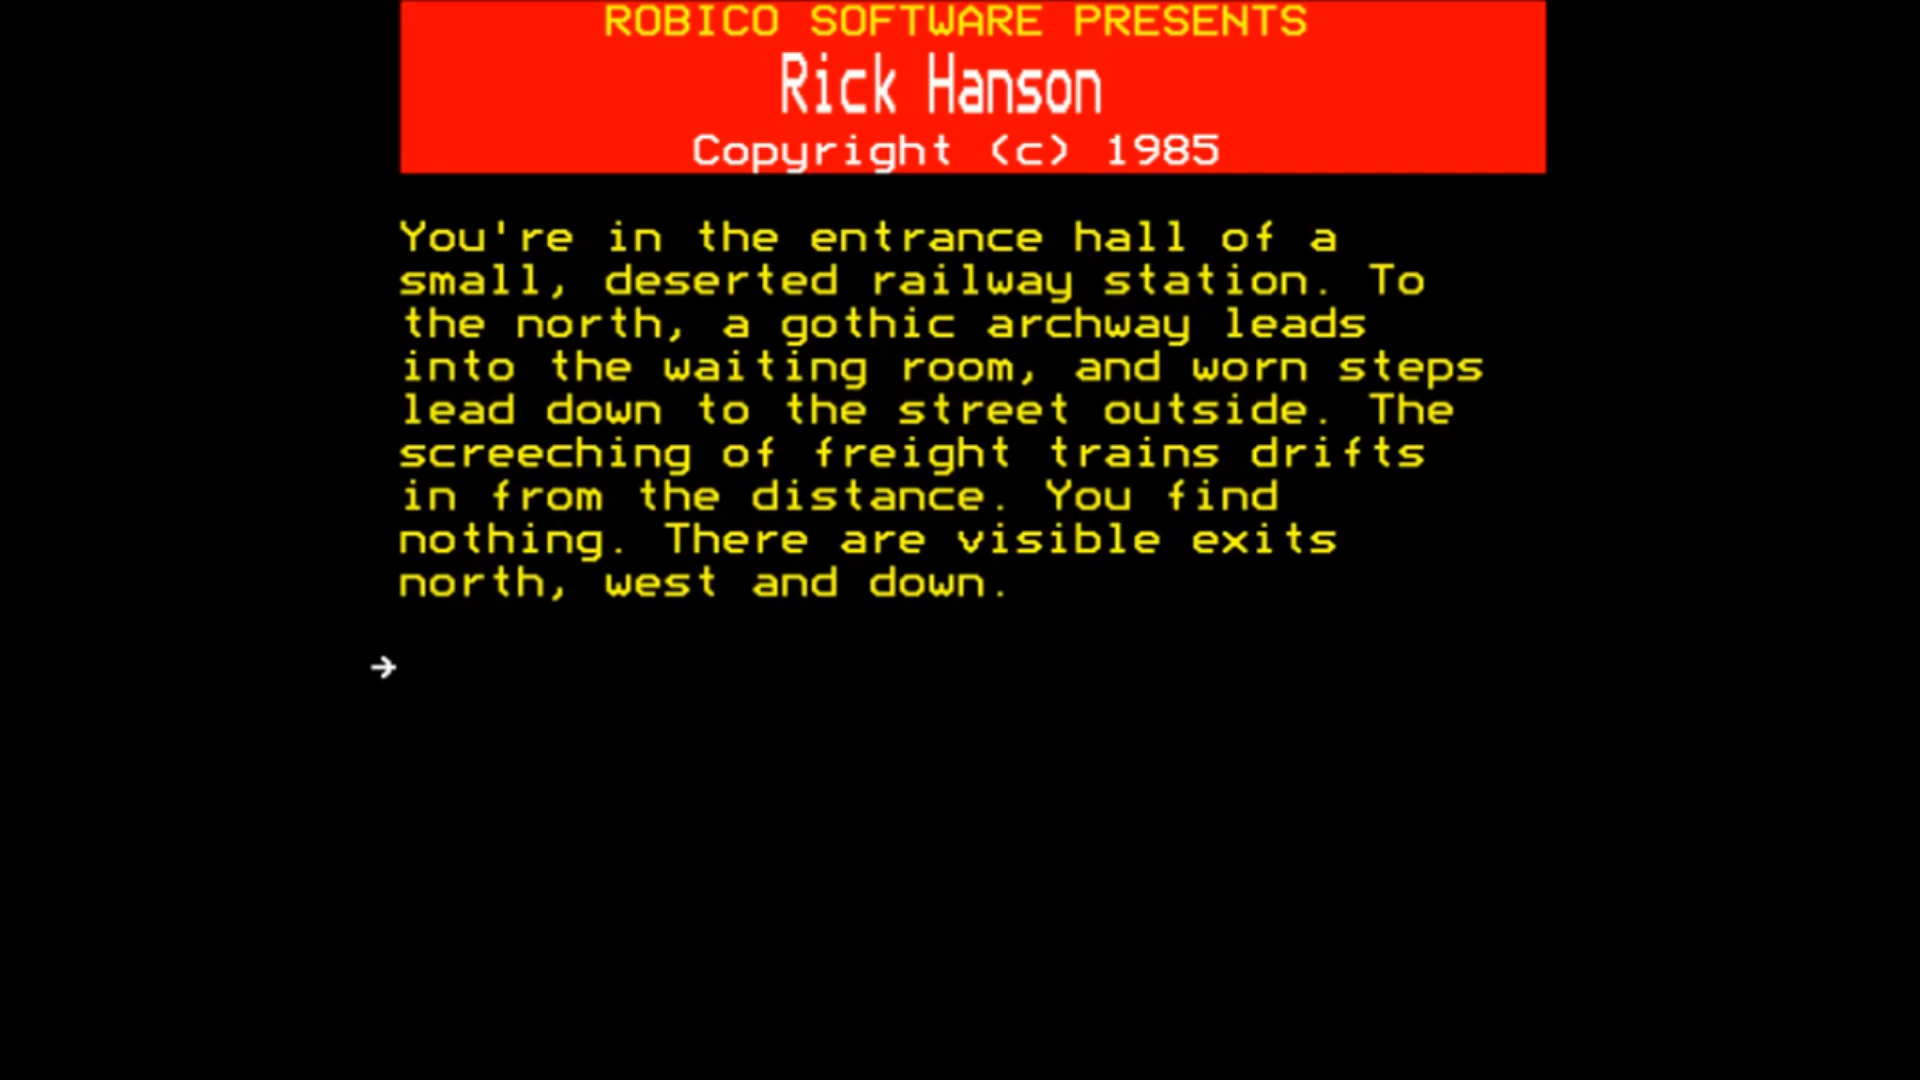 ROBICO SOFTWARE PRESENTS
Rick Hanson
Copyright (c) 1985
You're in the entrance hall of a
small, deserted railway station. To
the north, a gothic archway leads
into the waiting room, and worn steps
lead down to the street outside. The
screeching of freight trains drifts
in from the distance. You find
nothing. There are visible exits
north, west and down.
→